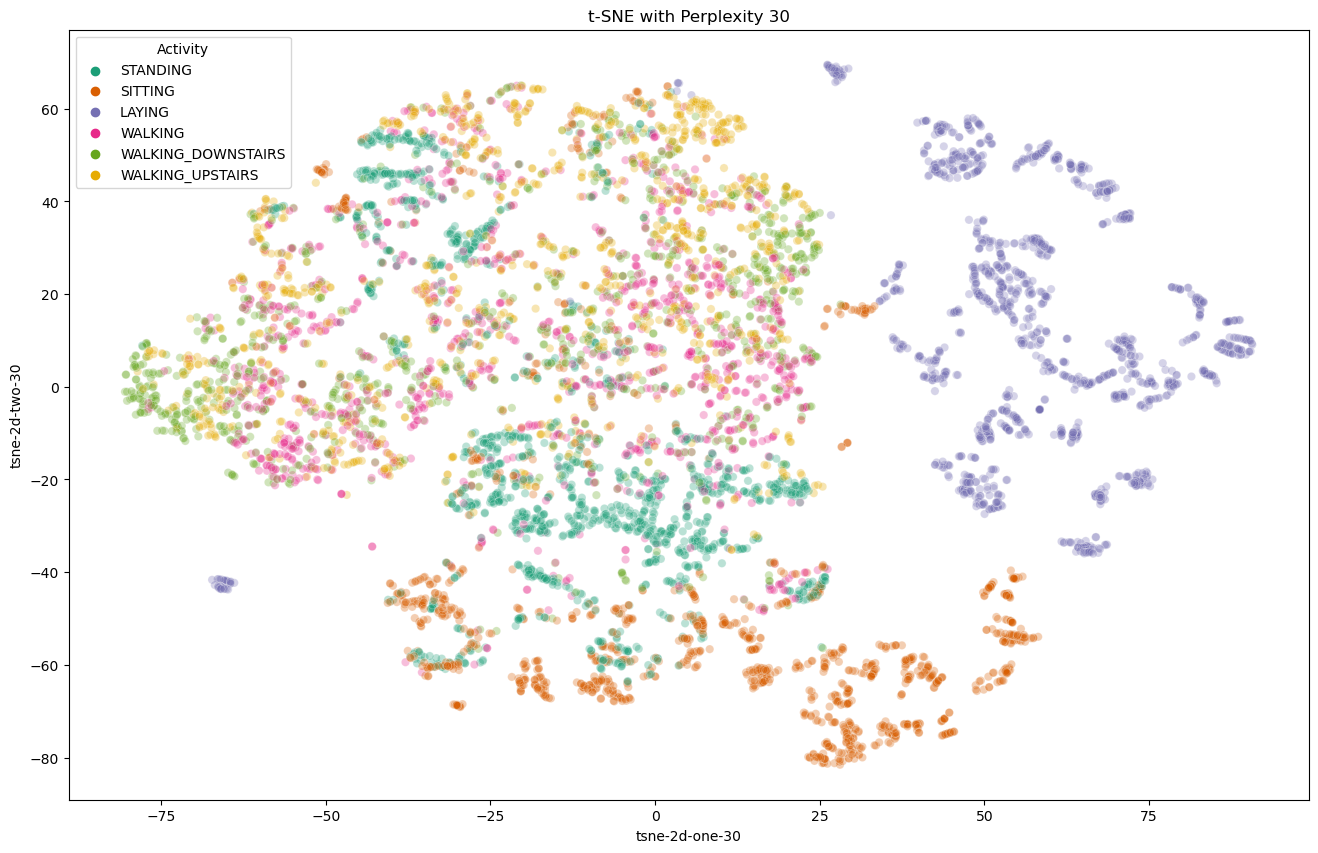 t-SNE with Perplexity 30
Activity
STANDING
SITTING
LAYING
WALKING
WALKING_DOWNSTAIRS
WALKING_UPSTAIRS
60
40
20
0
−20
−40
−60
−80
tsne-2d-two-30
−75
−50
−25
0
25
50
75
tsne-2d-one-30